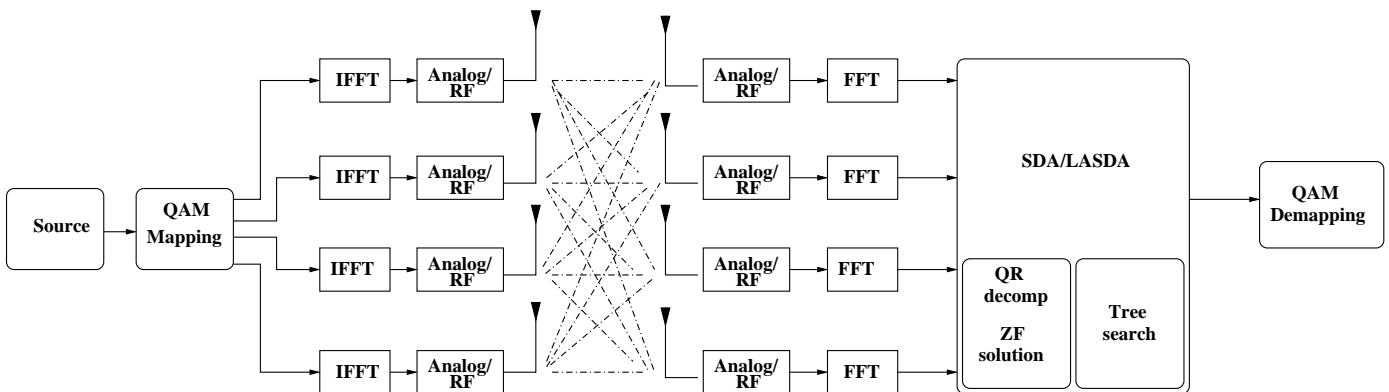 Source
QAM
Mapping
IFFT
Analog/
RF
IFFT
Analog/
RF
IFFT
Analog/
RF
IFFT
Analog/
RF
Analog/
RF
FFT
Analog/
RF
FFT
Analog/
RF
FFT
Analog/
RF
FFT
SDA/LASDA
QR
decomp
ZF
solution
Tree
search
QAM
Demapping